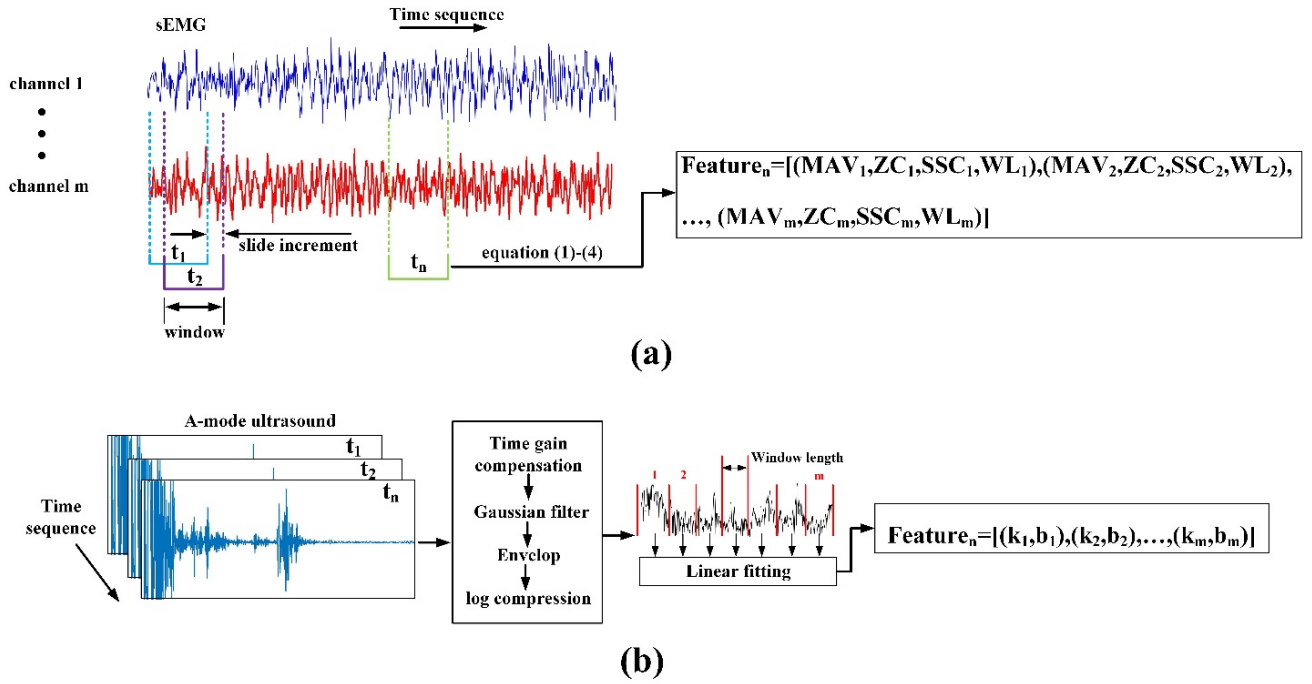 sEMG
Time sequence
channel 1
channel m
t₁
slide increment
t₂
window
tₙ
equation (1)-(4)
Featureₙ=[(MAV₁,ZC₁,SSC₁,WL₁),(MAV₂,ZC₂,SSC₂,WL₂),
..., (MAVₘ,ZCₘ,SSCₘ,WLₘ)]
(a)
A-mode ultrasound
t₁
t₂
tₙ
Time
sequence
Time gain
compensation
Gaussian filter
Envclop
log compression
1
2
Window length
m
Linear fitting
Featureₙ=[(k₁,b₁),(k₂,b₂),...,(kₘ,bₘ)]
(b)